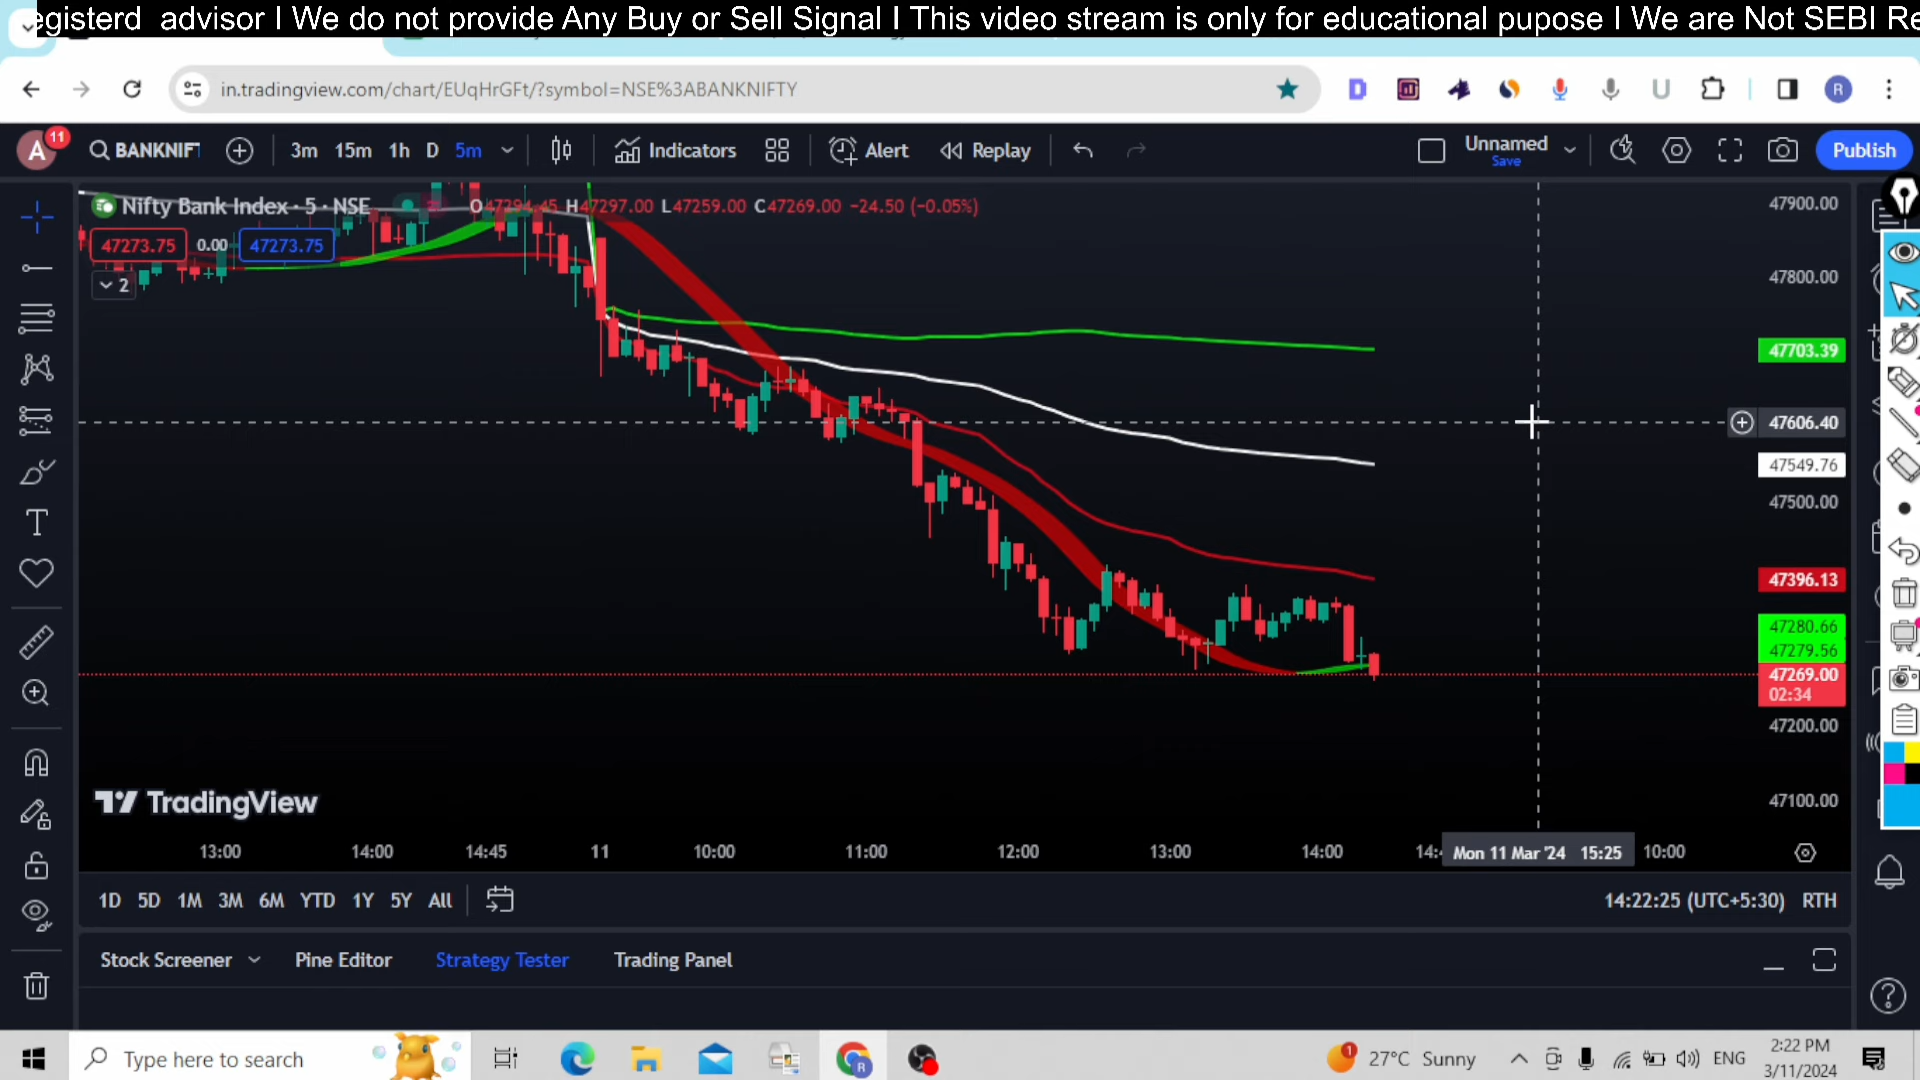 egisterd advisor I We do not provide Any Buy or Sell Signal I This video stream is only for educational pupose I We are Not SEBI Re
in.tradingview.com/chart/EUqHrGFt/?symbol=NSE%3ABANKNIFTY
R
A 11 BANKNIFT 3m 15m 1h D 5m Indicators Alert Replay Unnamed Save Publish
Nifty Bank Index · 5 · NSE O47294.45 H47297.00 L47259.00 C47269.00 −24.50 (−0.05%)
47273.75 0.00 47273.75
2
47900.00
47800.00
47703.39
47606.40
47549.76
47500.00
47396.13
47280.66
47279.56
47269.00
02:34
47200.00
47100.00
TradingView
13:00 14:00 14:45 11 10:00 11:00 12:00 13:00 14:00 14:4 Mon 11 Mar '24 15:25 10:00
1D 5D 1M 3M 6M YTD 1Y 5Y All 14:22:25 (UTC+5:30) RTH
Stock Screener Pine Editor Strategy Tester Trading Panel
Type here to search 1 27°C Sunny ENG 2:22 PM
3/11/2024